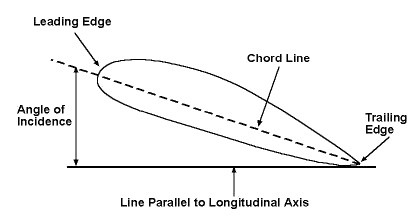 Leading Edge
Chord Line
Angle of
Incidence
Trailing
Edge
Line Parallel to Longitudinal Axis